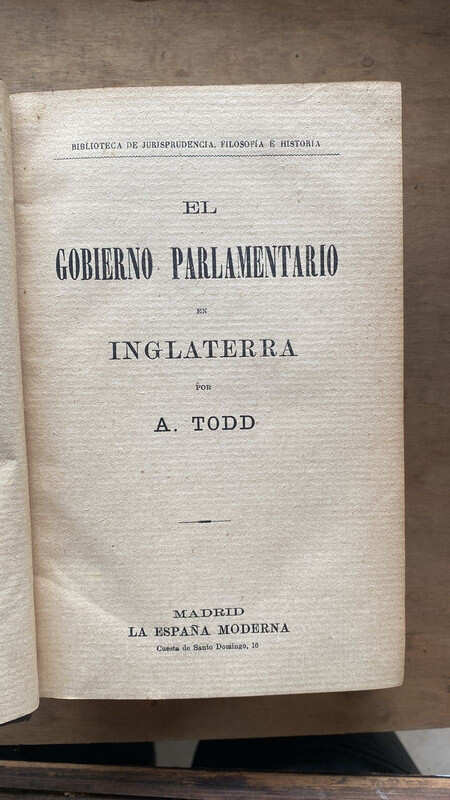 BIBLIOTECA DE JURISPRUDENCIA, FILOSOFÍA É HISTORIA
EL
GOBIERNO PARLAMENTARIO
EN
INGLATERRA
POR
A. TODD
MADRID
LA ESPAÑA MODERNA
Cuesta de Santo Domingo, 16